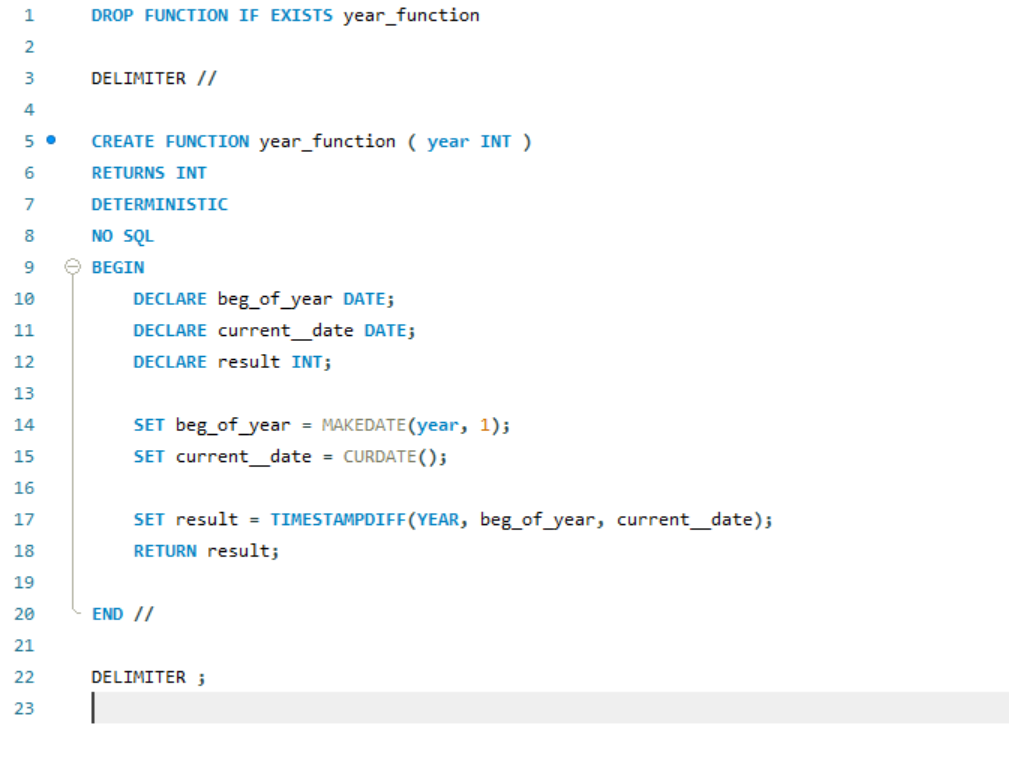 1 DROP FUNCTION IF EXISTS year_function
2
3 DELIMITER //
4
5 CREATE FUNCTION year_function ( year INT )
6 RETURNS INT
7 DETERMINISTIC
8 NO SQL
9 BEGIN
10 DECLARE beg_of_year DATE;
11 DECLARE current__date DATE;
12 DECLARE result INT;
13
14 SET beg_of_year = MAKEDATE(year, 1);
15 SET current__date = CURDATE();
16
17 SET result = TIMESTAMPDIFF(YEAR, beg_of_year, current__date);
18 RETURN result;
19
20 END //
21
22 DELIMITER ;
23